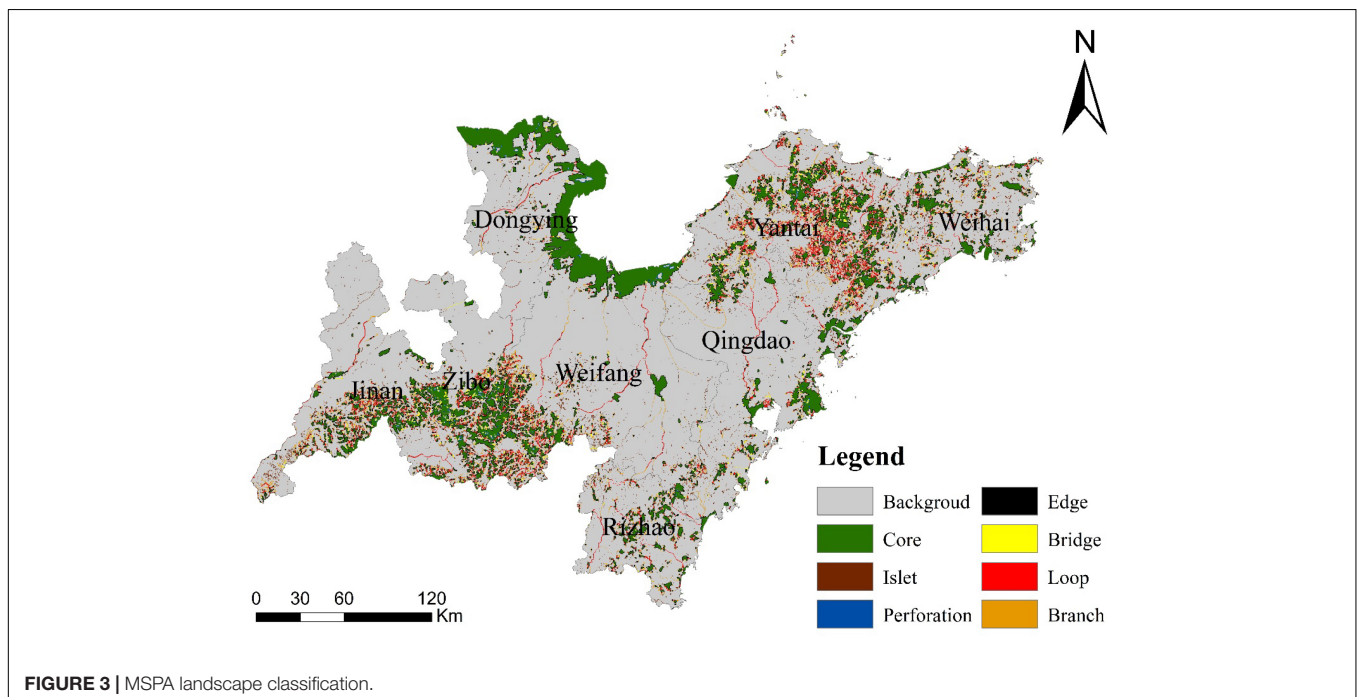 N
Dongying
Yantai
Weihai
Qingdao
Weifang
Zibo
Jinan
Rizhao
Legend
Backgroud
Edge
Core
Bridge
Islet
Loop
Perforation
Branch
0 30 60 120
Km
FIGURE 3 | MSPA landscape classification.